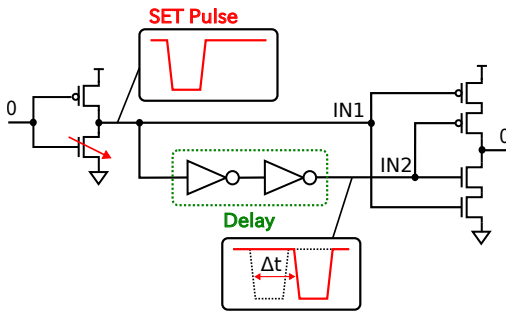 SET Pulse
0
IN1
0
IN2
Delay
Δt